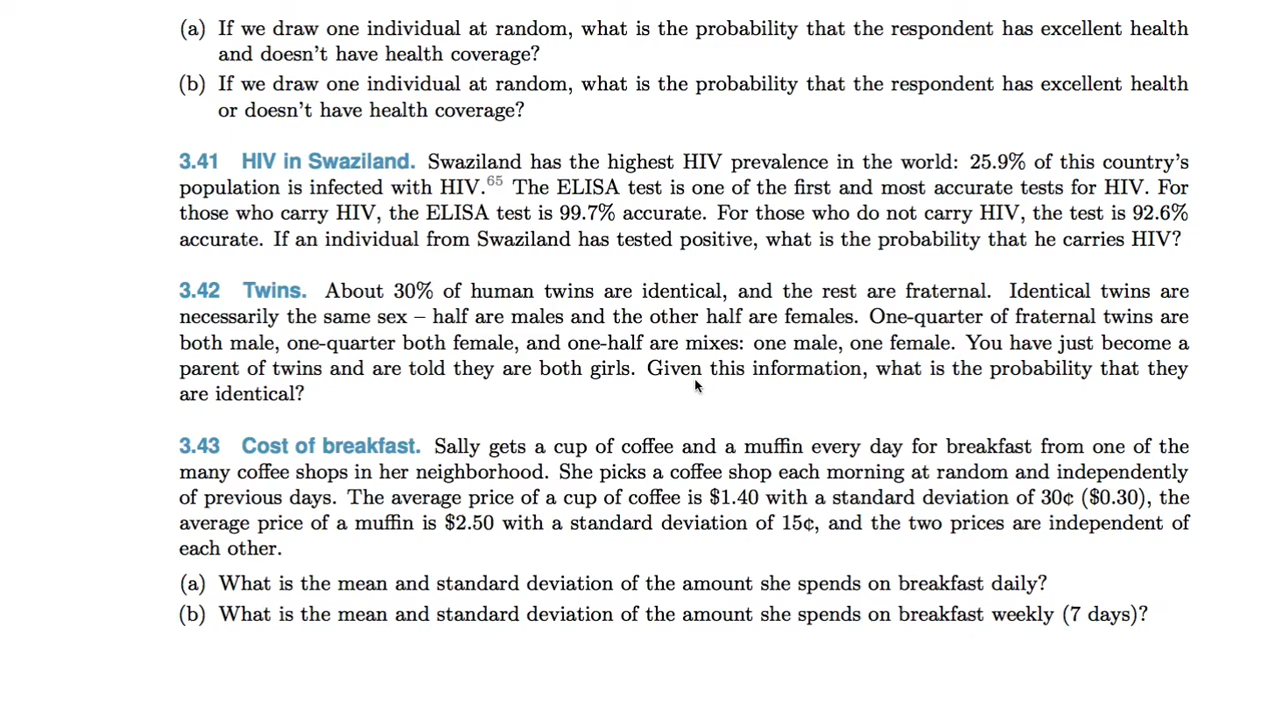 (a) If we draw one individual at random, what is the probability that the respondent has excellent health
and doesn't have health coverage?
(b) If we draw one individual at random, what is the probability that the respondent has excellent health
or doesn't have health coverage?
3.41 HIV in Swaziland. Swaziland has the highest HIV prevalence in the world: 25.9% of this country's
population is infected with HIV.65 The ELISA test is one of the first and most accurate tests for HIV. For
those who carry HIV, the ELISA test is 99.7% accurate. For those who do not carry HIV, the test is 92.6%
accurate. If an individual from Swaziland has tested positive, what is the probability that he carries HIV?
3.42 Twins. About 30% of human twins are identical, and the rest are fraternal. Identical twins are
necessarily the same sex – half are males and the other half are females. One-quarter of fraternal twins are
both male, one-quarter both female, and one-half are mixes: one male, one female. You have just become a
parent of twins and are told they are both girls. Given this information, what is the probability that they
are identical?
3.43 Cost of breakfast. Sally gets a cup of coffee and a muffin every day for breakfast from one of the
many coffee shops in her neighborhood. She picks a coffee shop each morning at random and independently
of previous days. The average price of a cup of coffee is $1.40 with a standard deviation of 30¢ ($0.30), the
average price of a muffin is $2.50 with a standard deviation of 15¢, and the two prices are independent of
each other.
(a) What is the mean and standard deviation of the amount she spends on breakfast daily?
(b) What is the mean and standard deviation of the amount she spends on breakfast weekly (7 days)?